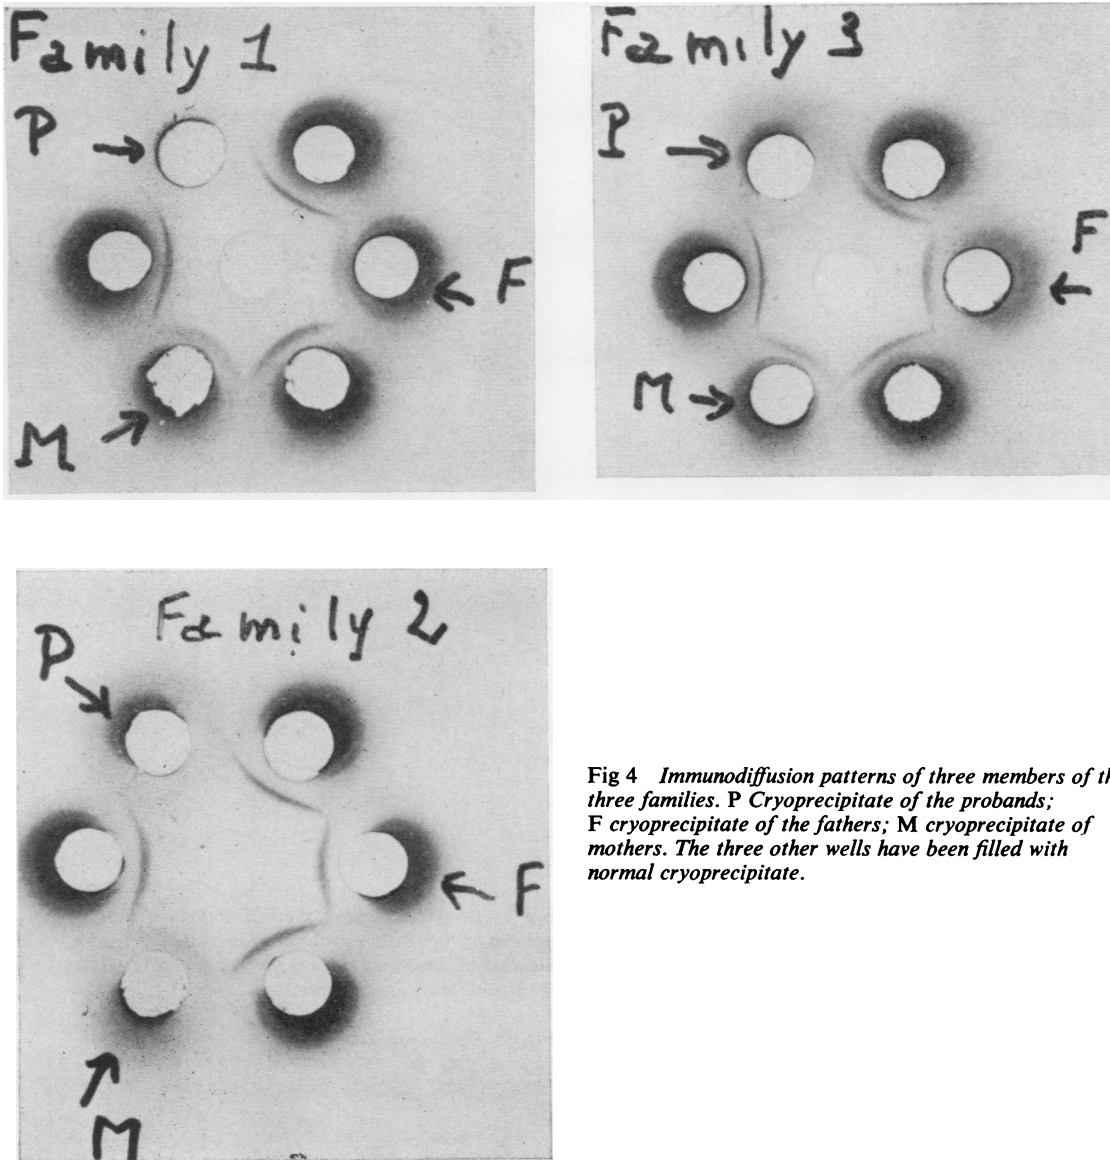 Family 1
P
F
M
Family 3
P
F
M
Family 2
P
F
M
Fig 4 Immunodiffusion patterns of three members of th
three families. P Cryoprecipitate of the probands;
F cryoprecipitate of the fathers; M cryoprecipitate of
mothers. The three other wells have been filled with
normal cryoprecipitate.